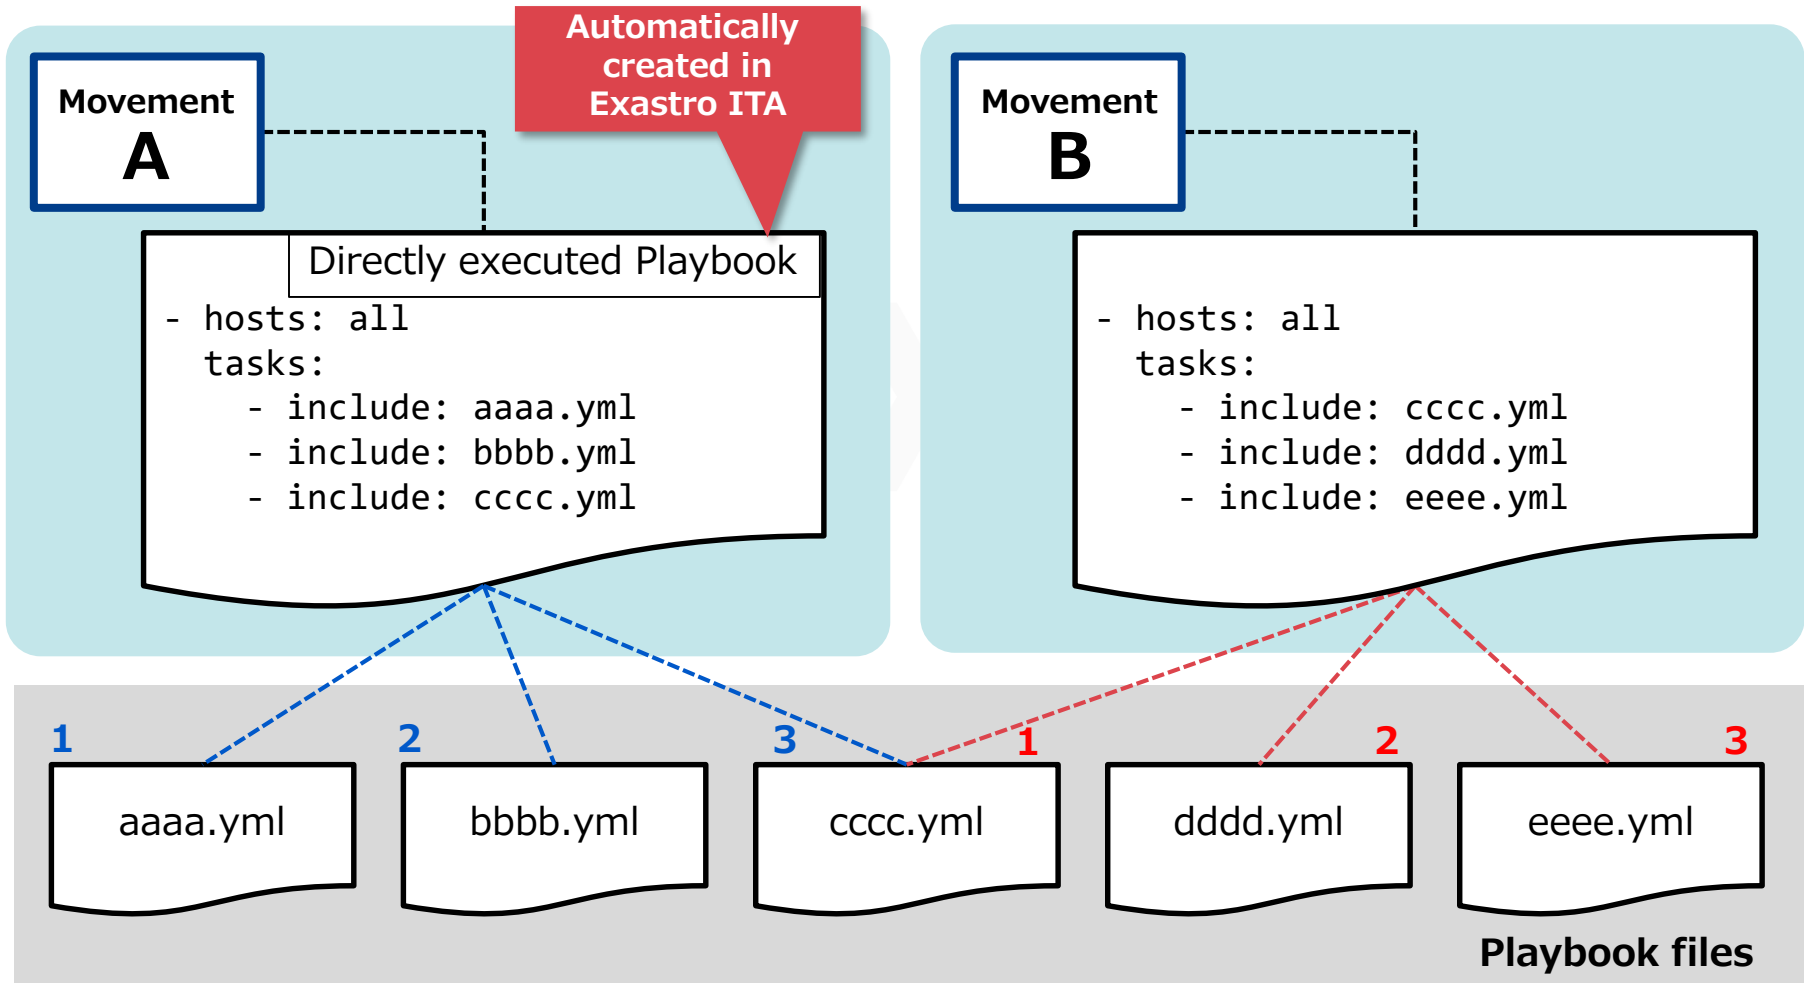 Automatically
created in
Exastro ITA
Movement
A
Directly executed Playbook
- hosts: all
  tasks:
    - include: aaaa.yml
    - include: bbbb.yml
    - include: cccc.yml
Movement
B
- hosts: all
  tasks:
    - include: cccc.yml
    - include: dddd.yml
    - include: eeee.yml
1 2 3 1 2 3
aaaa.yml bbbb.yml cccc.yml dddd.yml eeee.yml
Playbook files